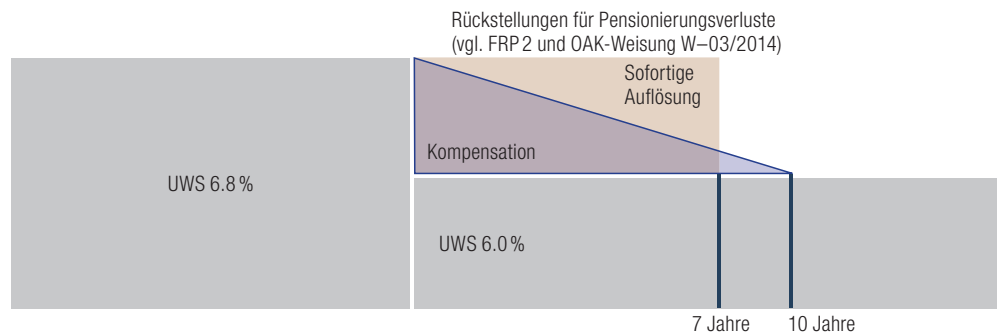 Rückstellungen für Pensionierungsverluste
(vgl. FRP 2 und OAK-Weisung W–03/2014)
Sofortige
Auflösung
Kompensation
UWS 6.8 %
UWS 6.0 %
7 Jahre
10 Jahre